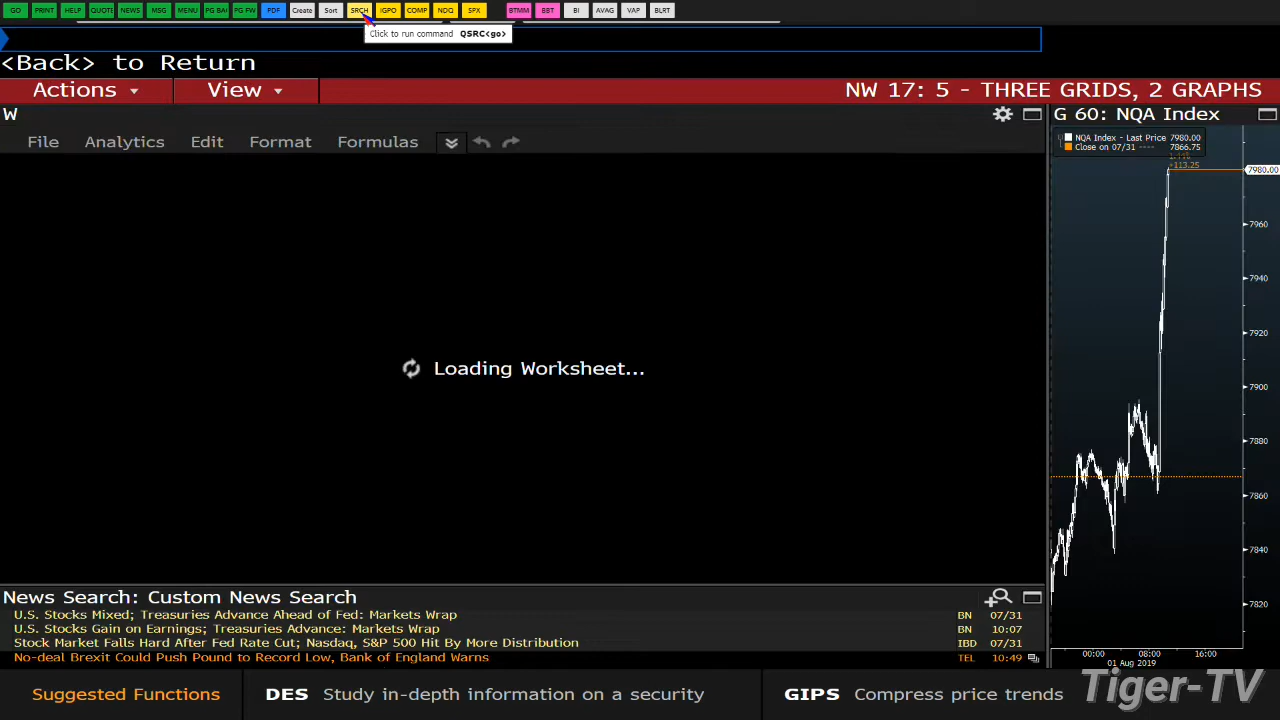 GO PRINT HELP QUOTE NEWS MSG MENU PG BA PG FW PDF Create Sort SRCH IGPO COMP NDQ SPX BTMM BBT BI AVAG VAP BLRT
Click to run command QSRC<go>
<Back> to Return
Actions View NW 17: 5 - THREE GRIDS, 2 GRAPHS
W
G 60: NQA Index
File Analytics Edit Format Formulas
NQA Index - Last Price 7980.00
Close on 07/31 ---- 7866.75
+113.25
7980.00
7960
7940
7920
7900
7880
7860
7840
7820
Loading Worksheet...
News Search: Custom News Search
U.S. Stocks Mixed; Treasuries Advance Ahead of Fed: Markets Wrap BN 07/31
U.S. Stocks Gain on Earnings; Treasuries Advance: Markets Wrap BN 10:07
Stock Market Falls Hard After Fed Rate Cut; Nasdaq, S&P 500 Hit By More Distribution IBD 07/31
No-deal Brexit Could Push Pound to Record Low, Bank of England Warns TEL 10:49
00:00 08:00 16:00
01 Aug 2019
Suggested Functions DES Study in-depth information on a security GIPS Compress price trends
Tiger-TV